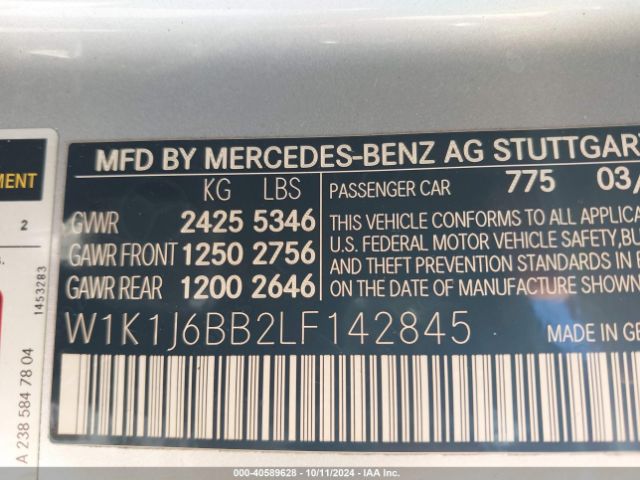 MFD BY MERCEDES-BENZ AG STUTTGAR
KG LBS
PASSENGER CAR 775 03/
GVWR 2425 5346
GAWR FRONT 1250 2756
GAWR REAR 1200 2646
THIS VEHICLE CONFORMS TO ALL APPLICA
U.S. FEDERAL MOTOR VEHICLE SAFETY, BU
AND THEFT PREVENTION STANDARDS IN E
ON THE DATE OF MANUFACTURE SHOWN
W1K1J6BB2LF142845
MADE IN GE
MENT
2
S.
1453283
A 238 584 78 04
000-40589628 - 10/11/2024 - IAA Inc.